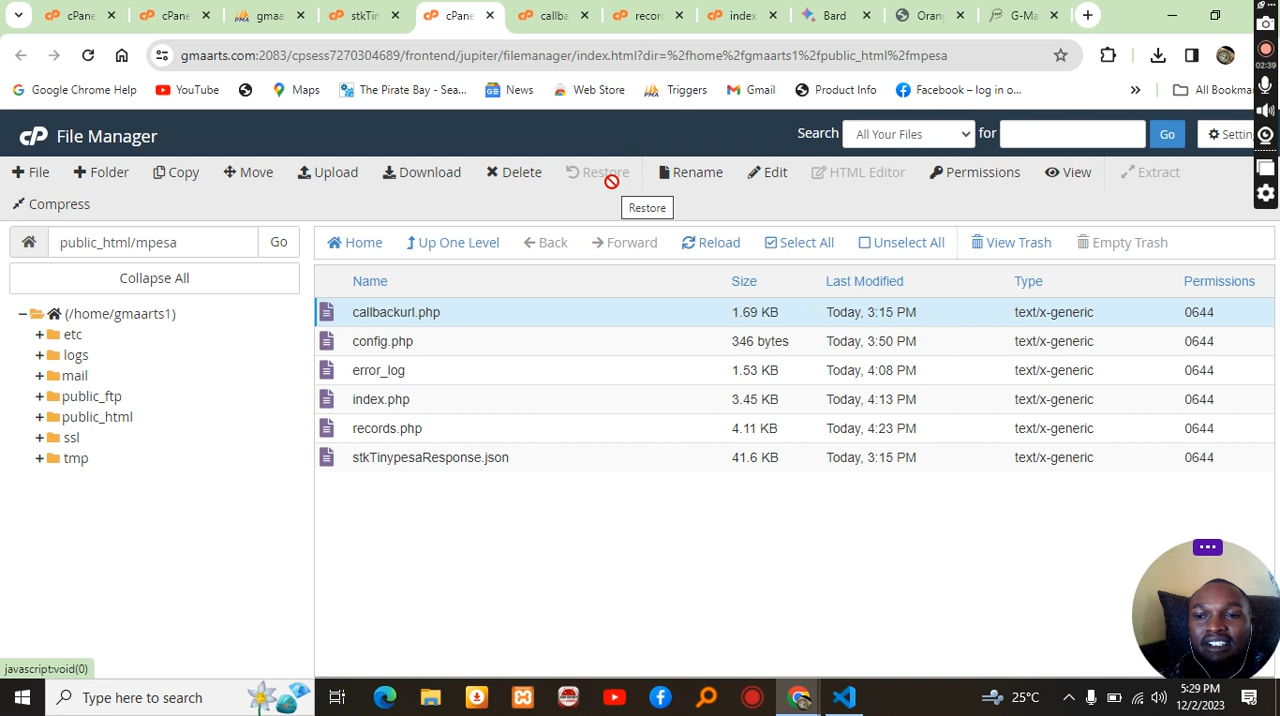 cPane
cPane
gmaa
stkTin
cPane
callba
recor
index
Bard
Oran
G-Ma
gmaarts.com:2083/cpsess7270304689/frontend/jupiter/filemanager/index.html?dir=%2fhome%2fgmaarts1%2fpublic_html%2fmpesa
02:39
Google Chrome Help YouTube Maps The Pirate Bay - Sea... News Web Store Triggers Gmail Product Info Facebook – log in o... » All Bookmar
cP File Manager
Search All Your Files for Go Settin
File Folder Copy Move Upload Download Delete Restore Rename Edit HTML Editor Permissions View Extract
Compress
Restore
public_html/mpesa Go
Home Up One Level Back Forward Reload Select All Unselect All View Trash Empty Trash
Collapse All
(/home/gmaarts1)
etc
logs
mail
public_ftp
public_html
ssl
tmp
Name Size Last Modified Type Permissions
callbackurl.php 1.69 KB Today, 3:15 PM text/x-generic 0644
config.php 346 bytes Today, 3:50 PM text/x-generic 0644
error_log 1.53 KB Today, 4:08 PM text/x-generic 0644
index.php 3.45 KB Today, 4:13 PM text/x-generic 0644
records.php 4.11 KB Today, 4:23 PM text/x-generic 0644
stkTinypesaResponse.json 41.6 KB Today, 3:15 PM text/x-generic 0644
javascript:void(0)
Type here to search
25°C
5:29 PM
12/2/2023